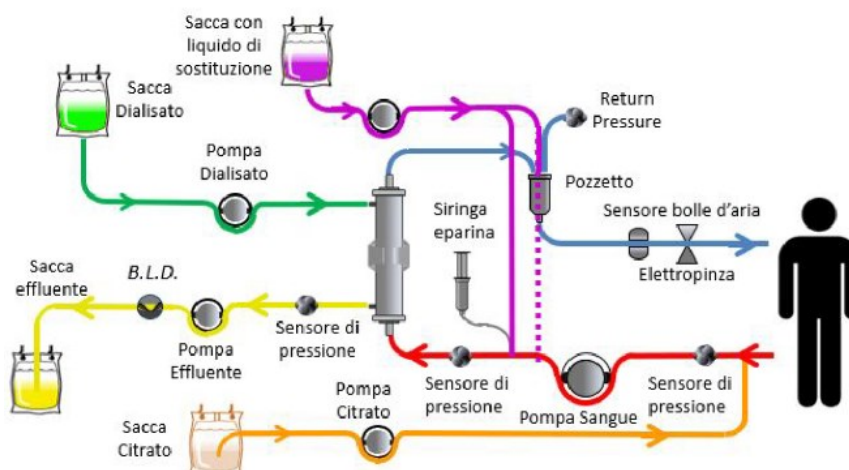 Sacca con
liquido di
sostituzione
Sacca
Dialisato
Return
Pressure
Pompa
Dialisato
Pozzetto
Siringa
eparina
Sensore bolle d'aria
Elettropinza
Sacca
effluente
B.L.D.
Sensore di
pressione
Pompa
Effluente
Sensore di
pressione
Sensore di
pressione
Pompa
Citrato
Pompa Sangue
Sacca
Citrato